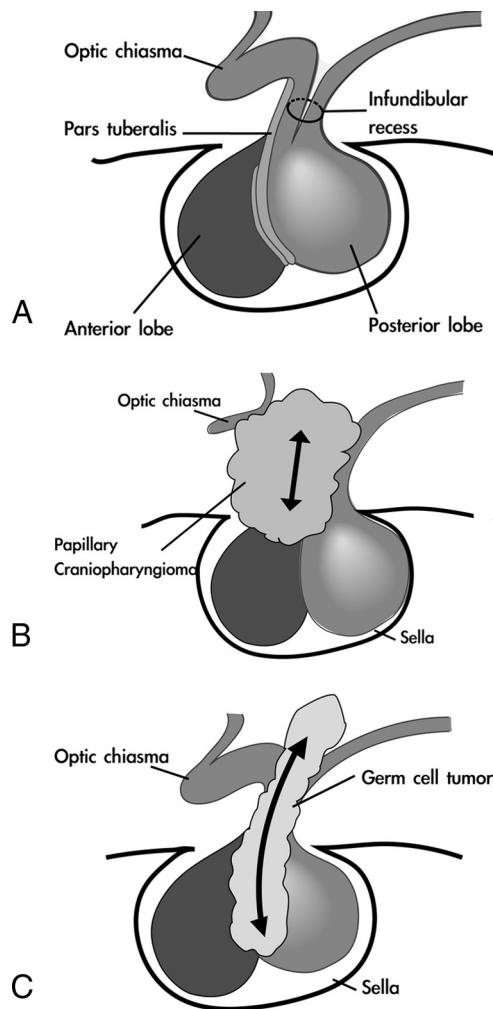 Optic chiasma
Infundibular
recess
Pars tuberalis
Anterior lobe
Posterior lobe
A
Optic chiasma
Papillary
Craniopharyngioma
Sella
B
Optic chiasma
Germ cell tumor
Sella
C